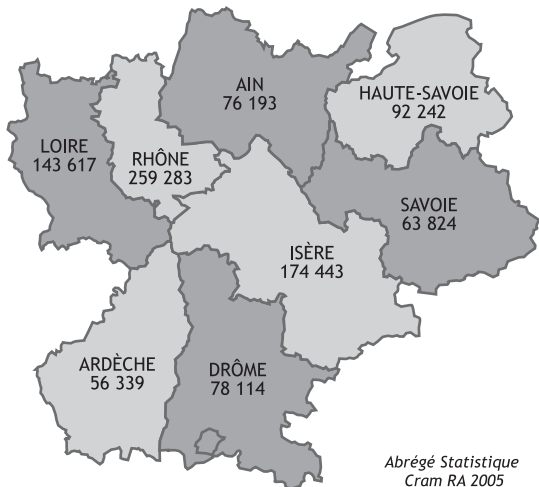 AIN
76 193
HAUTE-SAVOIE
92 242
LOIRE
143 617
RHÔNE
259 283
SAVOIE
63 824
ISÈRE
174 443
ARDÈCHE
56 339
DRÔME
78 114
Abrégé Statistique
Cram RA 2005